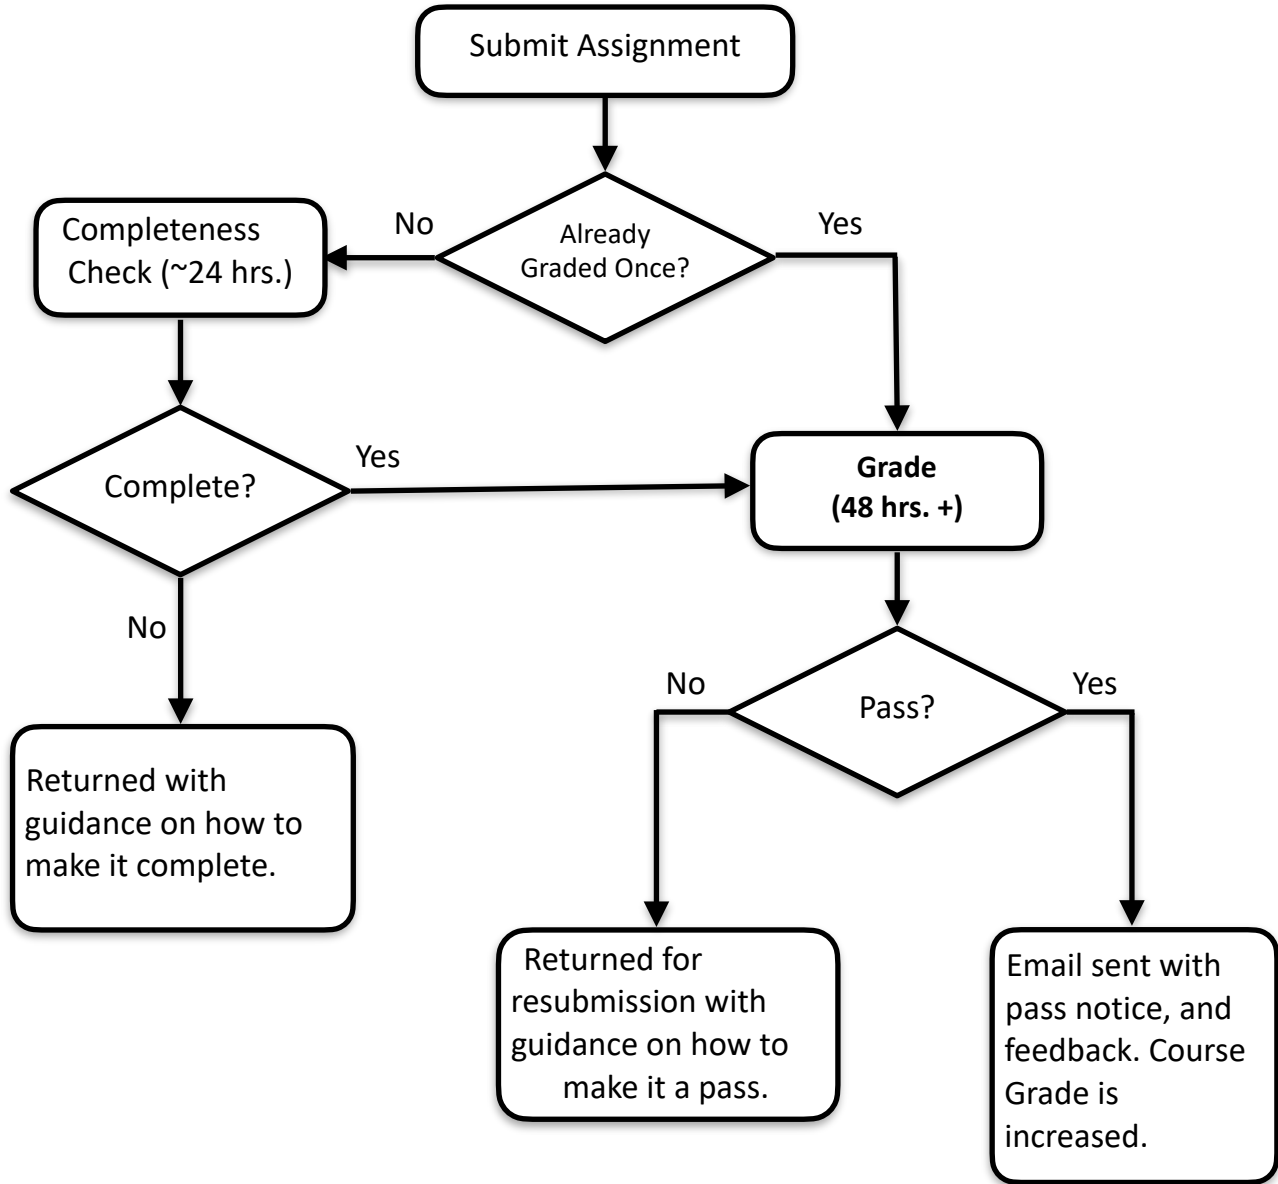 Submit Assignment
No
Already
Graded Once?
Yes
Completeness
Check (~24 hrs.)
Complete?
Yes
Grade
(48 hrs. +)
No
No
Pass?
Yes
Returned with
guidance on how to
make it complete.
Returned for
resubmission with
guidance on how to
make it a pass.
Email sent with
pass notice, and
feedback. Course
Grade is
increased.